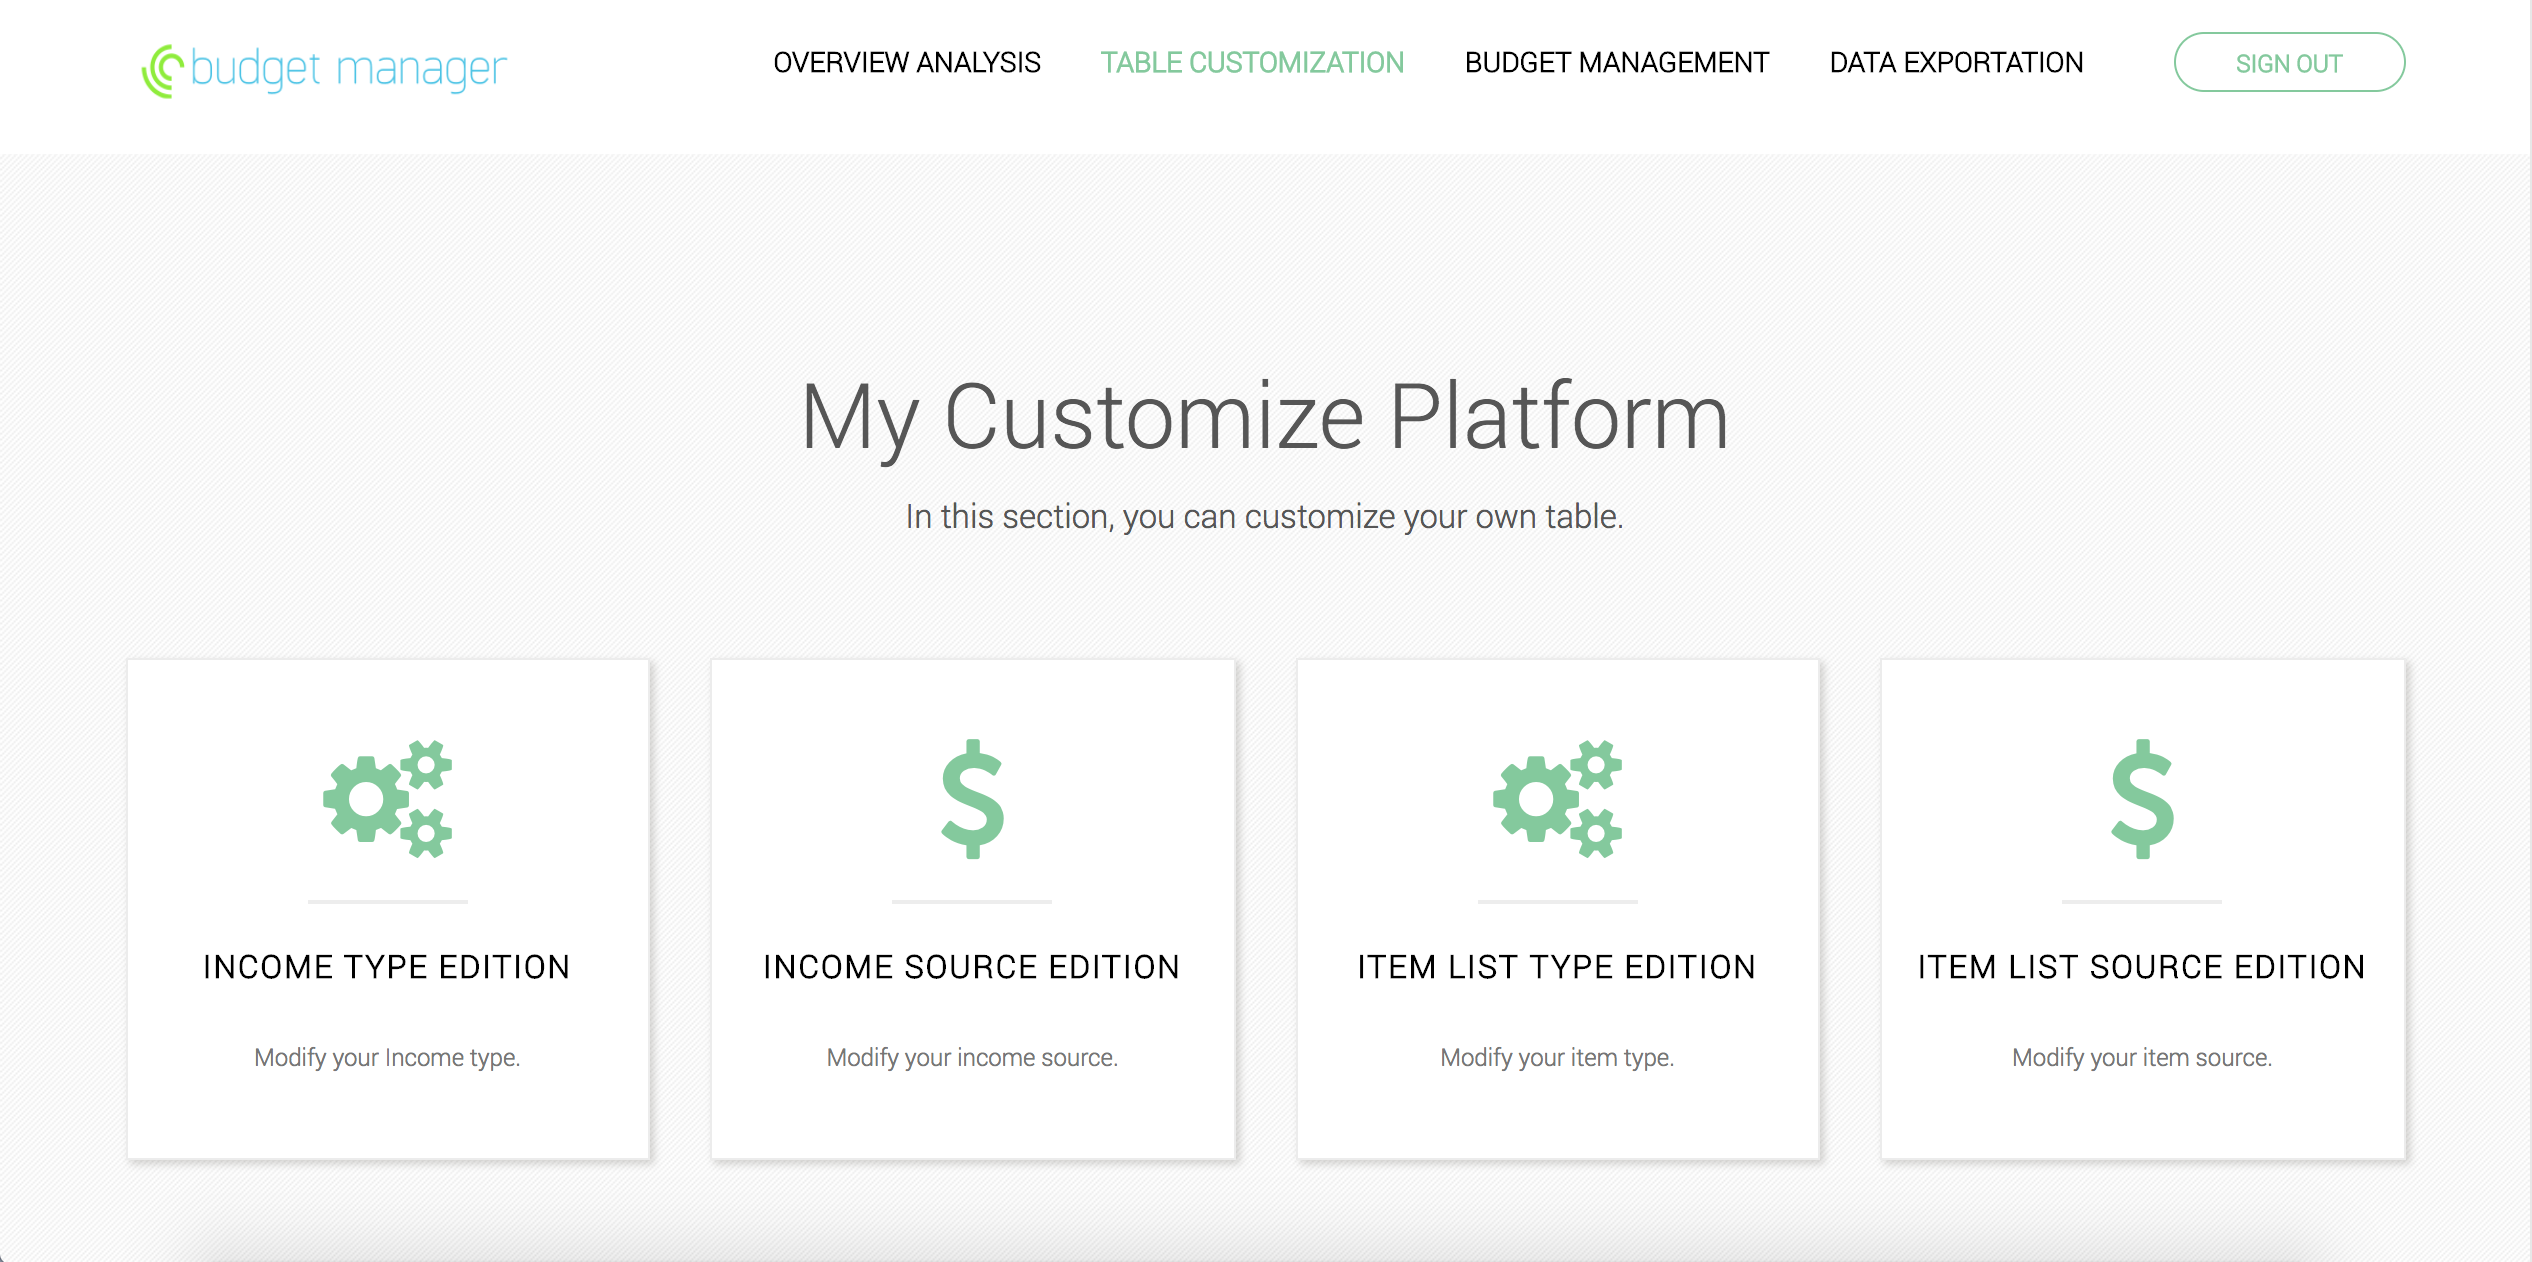 budget manager
OVERVIEW ANALYSIS
TABLE CUSTOMIZATION
BUDGET MANAGEMENT
DATA EXPORTATION
SIGN OUT
My Customize Platform
In this section, you can customize your own table.
INCOME TYPE EDITION
Modify your Income type.
INCOME SOURCE EDITION
Modify your income source.
ITEM LIST TYPE EDITION
Modify your item type.
ITEM LIST SOURCE EDITION
Modify your item source.